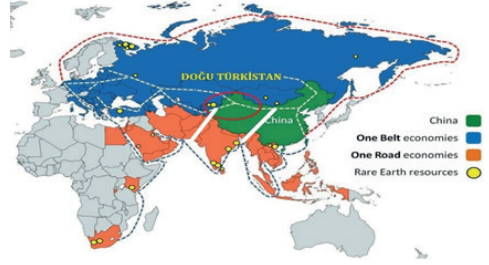 DOĞU TÜRKİSTAN
China
China
One Belt economies
One Road economies
Rare Earth resources